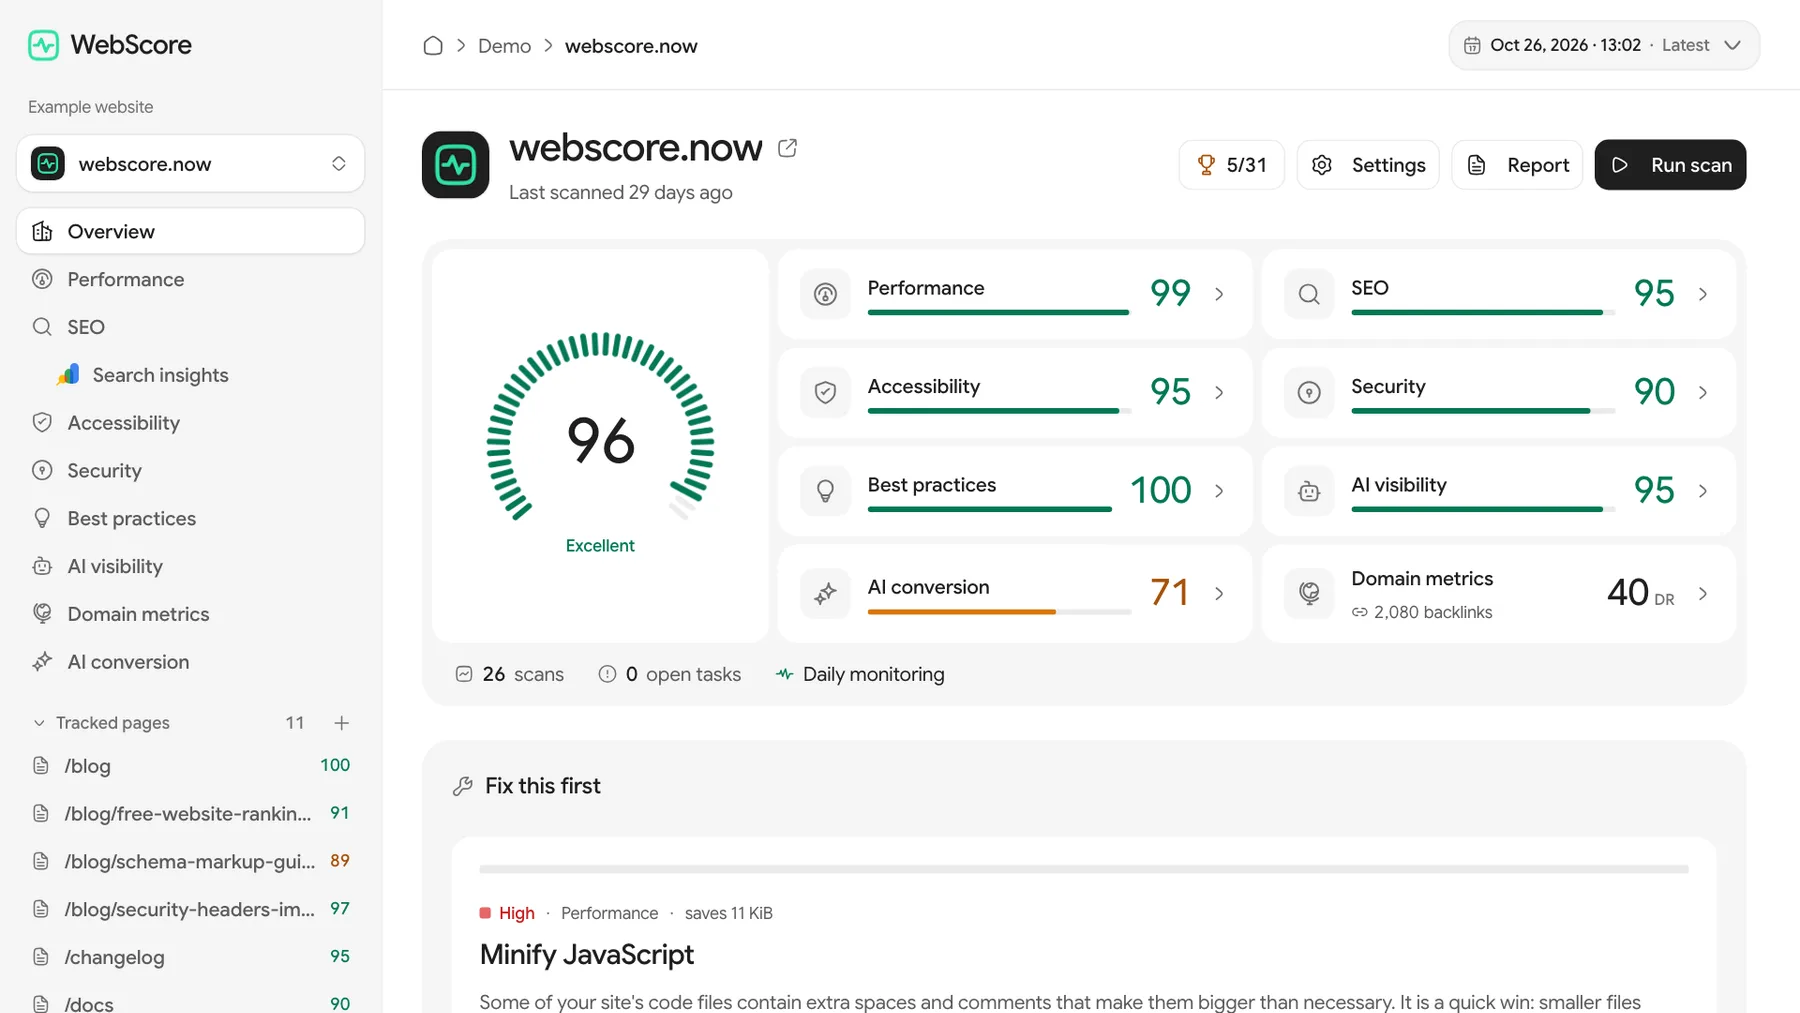 WebScore
Example website
webscore.now
Overview
Performance
SEO
Search insights
Accessibility
Security
Best practices
AI visibility
Domain metrics
AI conversion
Tracked pages 11
/blog 100
/blog/free-website-rankin... 91
/blog/schema-markup-gui... 89
/blog/security-headers-im... 97
/changelog 95
/docs 90
Demo webscore.now
Oct 26, 2026 · 13:02 · Latest
webscore.now
Last scanned 29 days ago
5/31
Settings
Report
Run scan
96
Excellent
Performance 99
SEO 95
Accessibility 95
Security 90
Best practices 100
AI visibility 95
AI conversion 71
Domain metrics 40 DR
2,080 backlinks
26 scans 0 open tasks Daily monitoring
Fix this first
High · Performance · saves 11 KiB
Minify JavaScript
Some of your site's code files contain extra spaces and comments that make them bigger than necessary. It is a quick win: smaller files